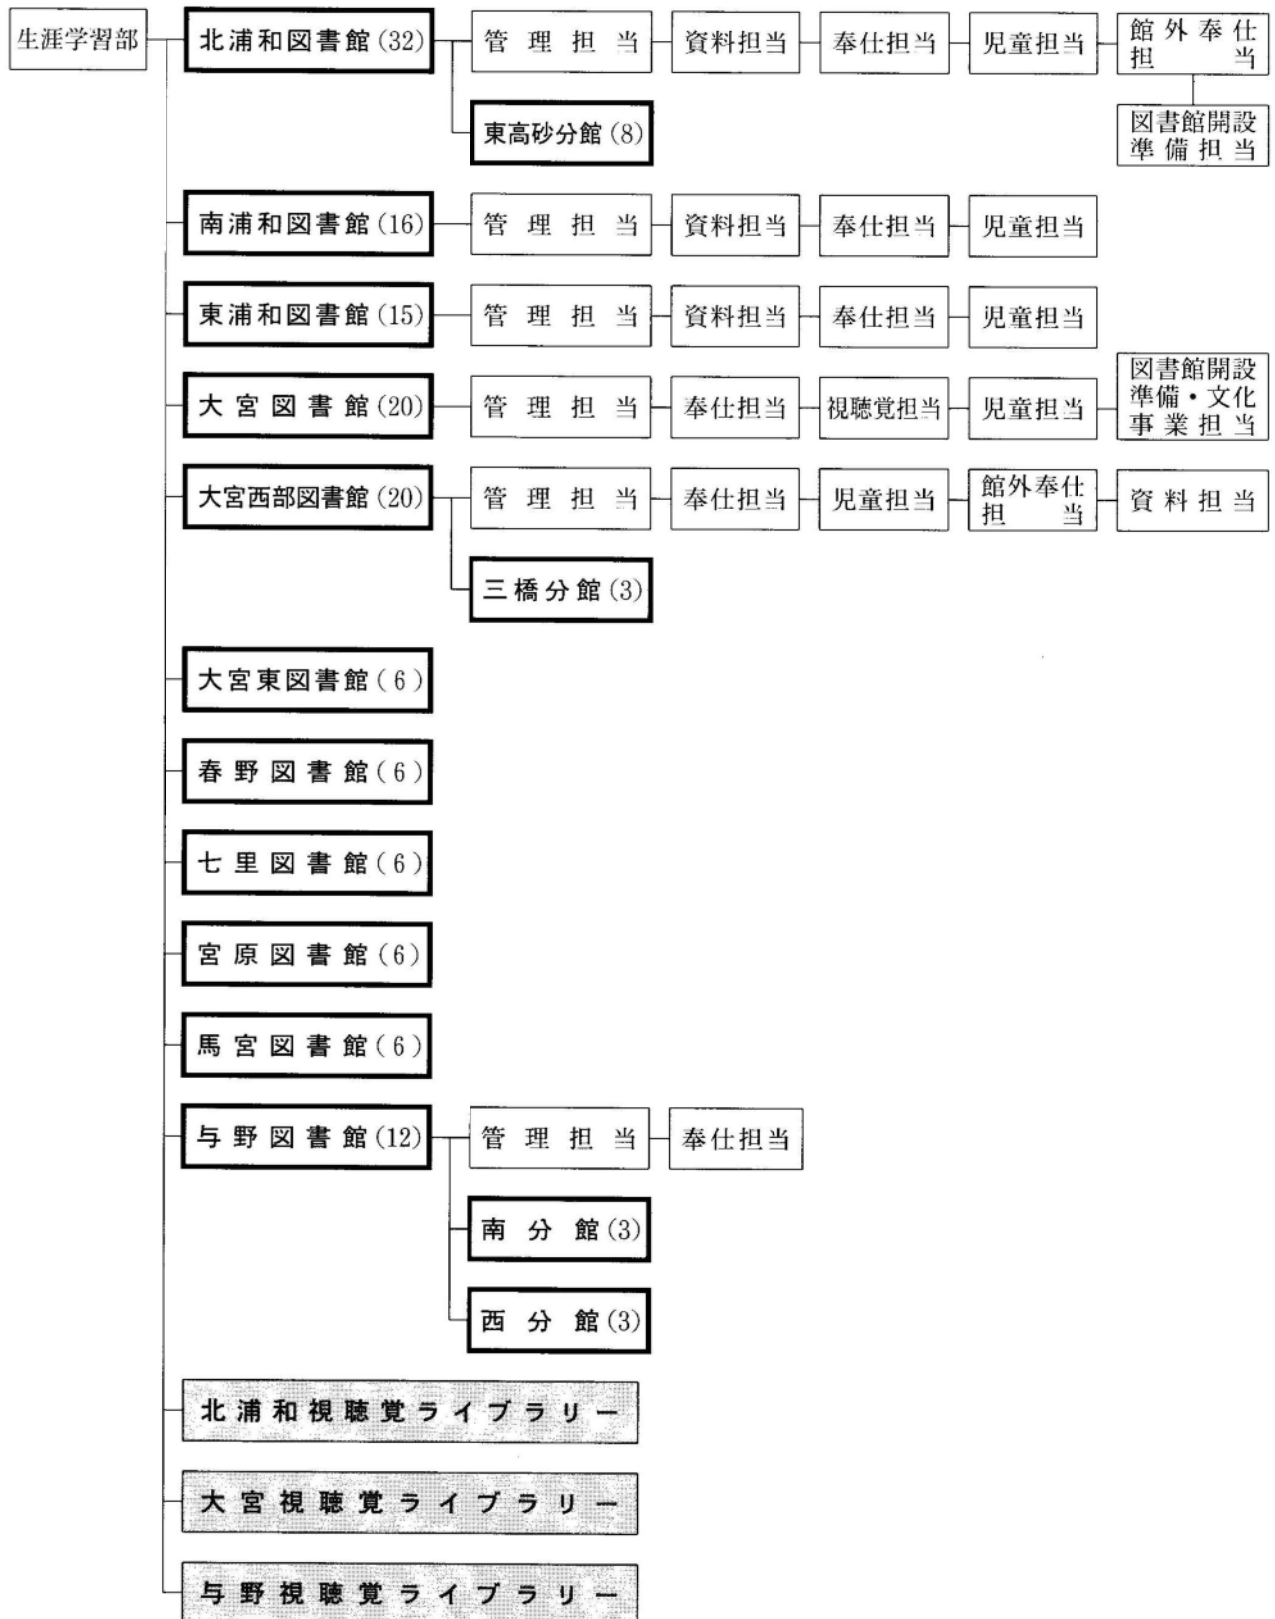 生涯学習部
北浦和図書館(32)
管理担当
資料担当
奉仕担当
児童担当
館外奉仕
担当
図書館開設
準備担当
東高砂分館(8)
南浦和図書館(16)
管理担当
資料担当
奉仕担当
児童担当
東浦和図書館(15)
管理担当
資料担当
奉仕担当
児童担当
大宮図書館(20)
管理担当
奉仕担当
視聴覚担当
児童担当
図書館開設
準備・文化
事業担当
大宮西部図書館(20)
管理担当
奉仕担当
児童担当
館外奉仕
担当
資料担当
三橋分館(3)
大宮東図書館(6)
春野図書館(6)
七里図書館(6)
宮原図書館(6)
馬宮図書館(6)
与野図書館(12)
管理担当
奉仕担当
南分館(3)
西分館(3)
北浦和視聴覚ライブラリー
大宮視聴覚ライブラリー
与野視聴覚ライブラリー